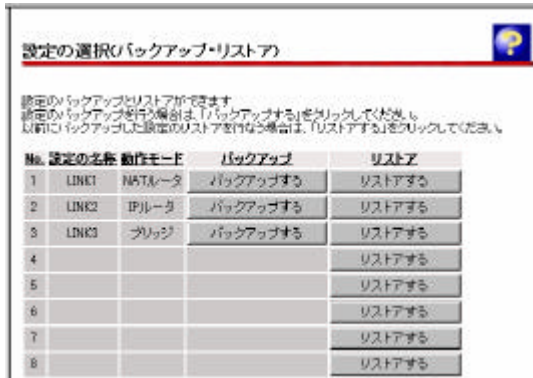 設定の選択(バックアップ・リストア)
設定のバックアップとリストアができます
設定のバックアップを行う場合は、「バックアップする」をクリックしてください。
以前にバックアップした設定のリストアを行なう場合は、「リストアする」をクリックしてください。
No. 設定の名称 動作モード バックアップ リストア
1 LINK1 NATルータ バックアップする リストアする
2 LINK2 IPルータ バックアップする リストアする
3 LINK3 ブリッジ バックアップする リストアする
4 リストアする
5 リストアする
6 リストアする
7 リストアする
8 リストアする